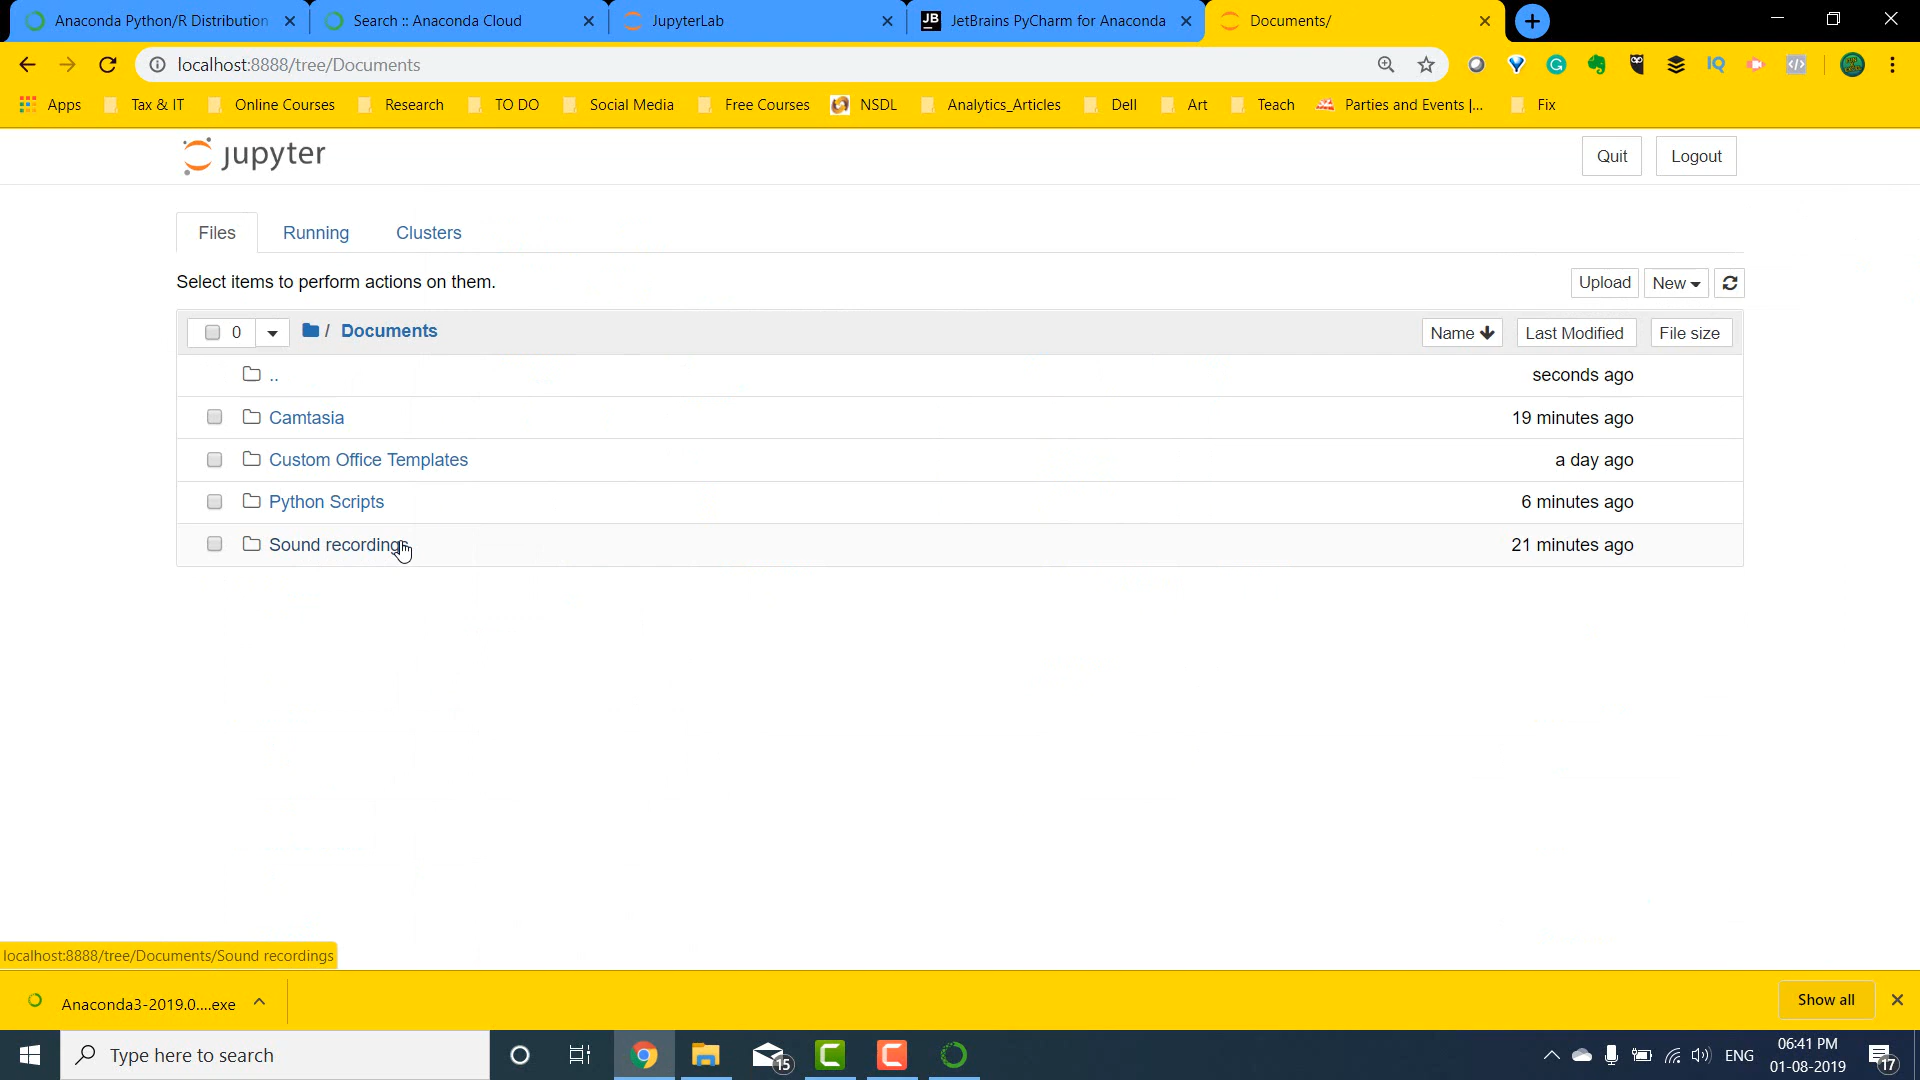 Anaconda Python/R Distribution
Search :: Anaconda Cloud
JupyterLab
JB
JetBrains PyCharm for Anaconda
Documents/
localhost:8888/tree/Documents
Apps
Tax & IT
Online Courses
Research
TO DO
Social Media
Free Courses
NSDL
Analytics_Articles
Dell
Art
Teach
Parties and Events |...
Fix
jupyter
Quit
Logout
Files
Running
Clusters
Select items to perform actions on them.
Upload
New
0
/ Documents
Name
Last Modified
File size
..
seconds ago
Camtasia
19 minutes ago
Custom Office Templates
a day ago
Python Scripts
6 minutes ago
Sound recordings
21 minutes ago
localhost:8888/tree/Documents/Sound recordings
Anaconda3-2019.0....exe
Show all
Type here to search
15
ENG
06:41 PM
01-08-2019
17